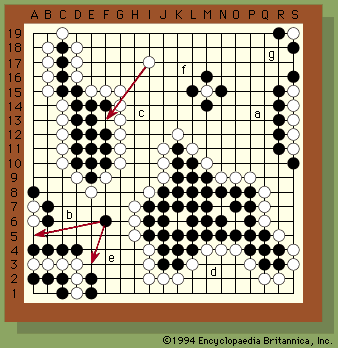 A B C D E F G H I J K L M N O P Q R S
19
18 g
17 f
16
15
14 a
13 c
12
11
10
9
8
7
6 b
5
4
3 e d
2
1
©1994 Encyclopaedia Britannica, Inc.